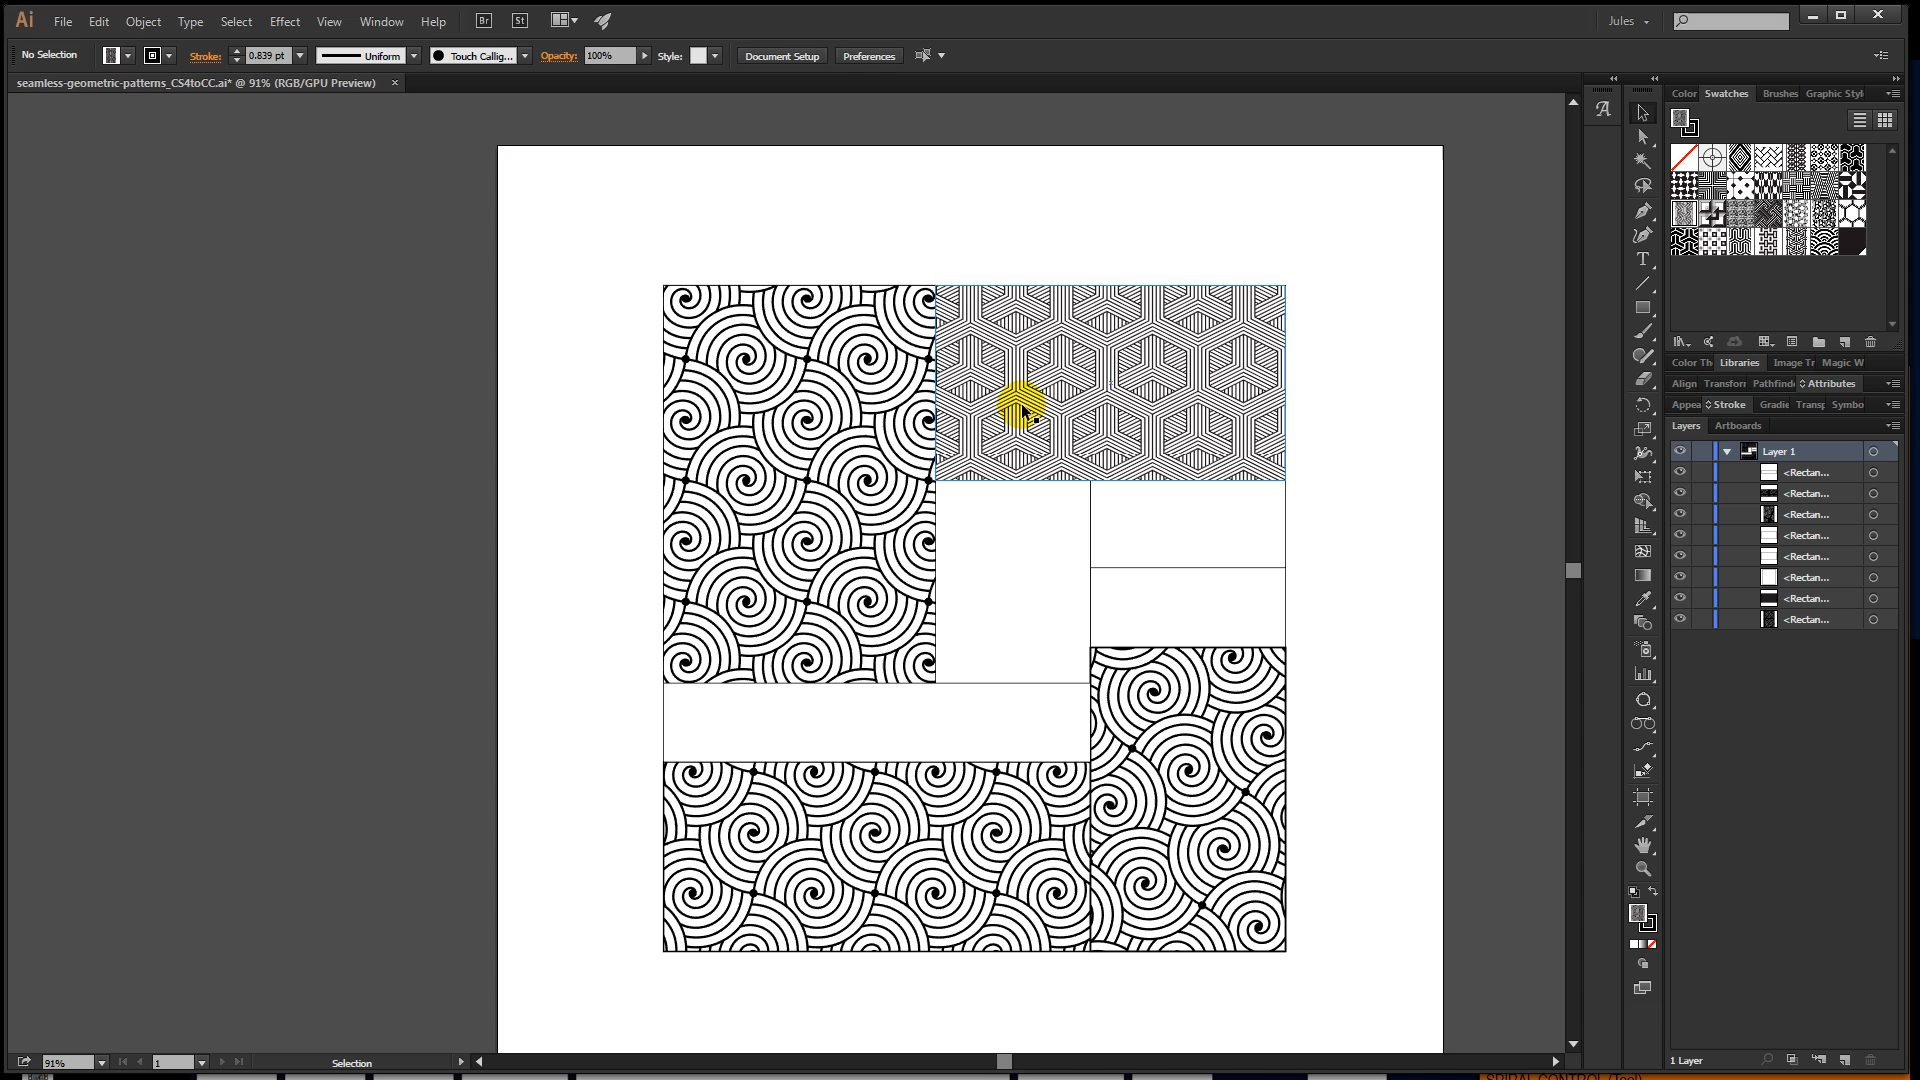 Ai File Edit Object Type Select Effect View Window Help Br St Jules
No Selection Stroke: 0.839 pt Uniform Touch Callig... Opacity: 100% Style: Document Setup Preferences
seamless-geometric-patterns_CS4toCC.ai* @ 91% (RGB/GPU Preview) ×
Color Swatches Brushes Graphic Styl
Color Th Libraries Image Tr Magic W
Align Transform Pathfind Attributes
Appea Stroke Gradie Transp Symbo
Layers Artboards
Layer 1
<Rectan...
<Rectan...
<Rectan...
<Rectan...
<Rectan...
<Rectan...
<Rectan...
<Rectan...
1 Layer
91% 1 Selection